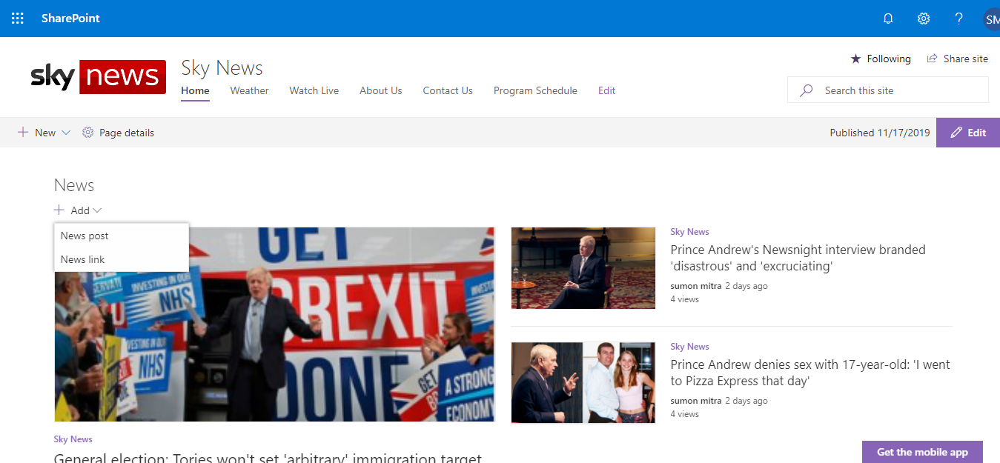 SharePoint
SM
sky news
Sky News
Home Weather Watch Live About Us Contact Us Program Schedule Edit
Following Share site
Search this site
New Page details
Published 11/17/2019 Edit
News
Add
News post
News link
GET
BREXIT
DONE
INVESTING IN OUR
NHS
INVESTING IN OUR
NHS
GET
A STRONG
ECONOMY
Sky News
General election: Tories won't set 'arbitrary' immigration target
Sky News
Prince Andrew's Newsnight interview branded
'disastrous' and 'excruciating'
sumon mitra 2 days ago
4 views
Sky News
Prince Andrew denies sex with 17-year-old: 'I went
to Pizza Express that day'
sumon mitra 2 days ago
4 views
Get the mobile app